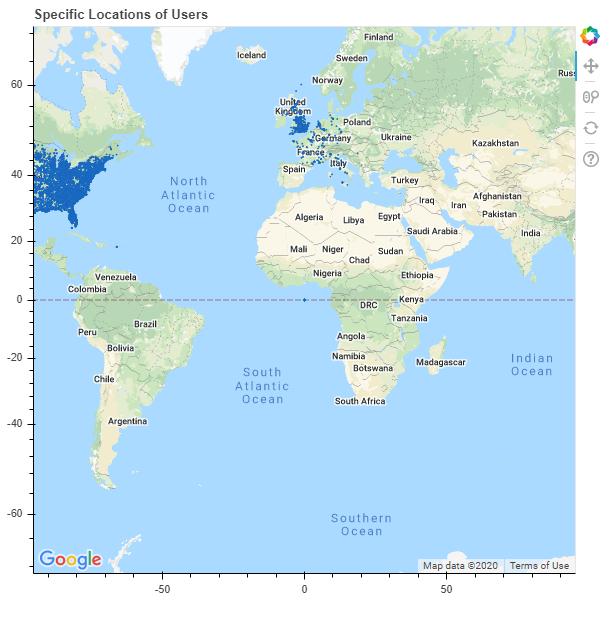 Specific Locations of Users
Finland
Iceland
Sweden
Norway
Russ
60
United
Kingdom
Poland
Germany
Ukraine
Kazakhstan
France
Italy
Spain
40
Turkey
North
Atlantic
Ocean
Afghanistan
Iraq
Iran
Pakistan
Algeria
Libya
Egypt
Saudi Arabia
India
20
Mali
Niger
Sudan
Chad
Venezuela
Nigeria
Ethiopia
Colombia
0
DRC
Kenya
Brazil
Tanzania
Peru
Angola
Bolivia
-20
Namibia
Madagascar
Botswana
Indian
Ocean
South
Atlantic
Ocean
Chile
South Africa
Argentina
-40
-60
Southern
Ocean
Google
Map data ©2020
Terms of Use
-50
0
50